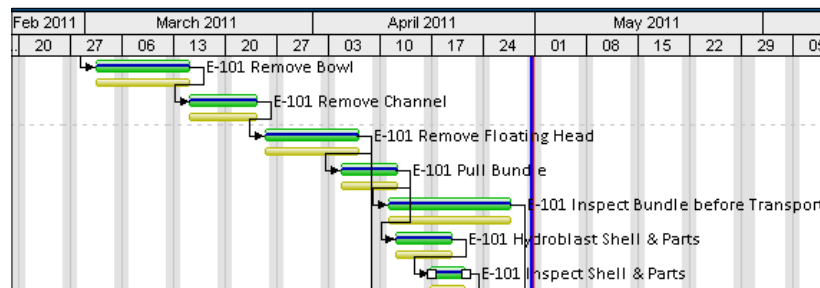 Feb 2011 March 2011 April 2011 May 2011
20 27 06 13 20 27 03 10 17 24 01 08 15 22 29
E-101 Remove Bowl
E-101 Remove Channel
E-101 Remove Floating Head
E-101 Pull Bundle
E-101 Inspect Bundle before Transport
E-101 Hydroblast Shell & Parts
E-101 Inspect Shell & Parts